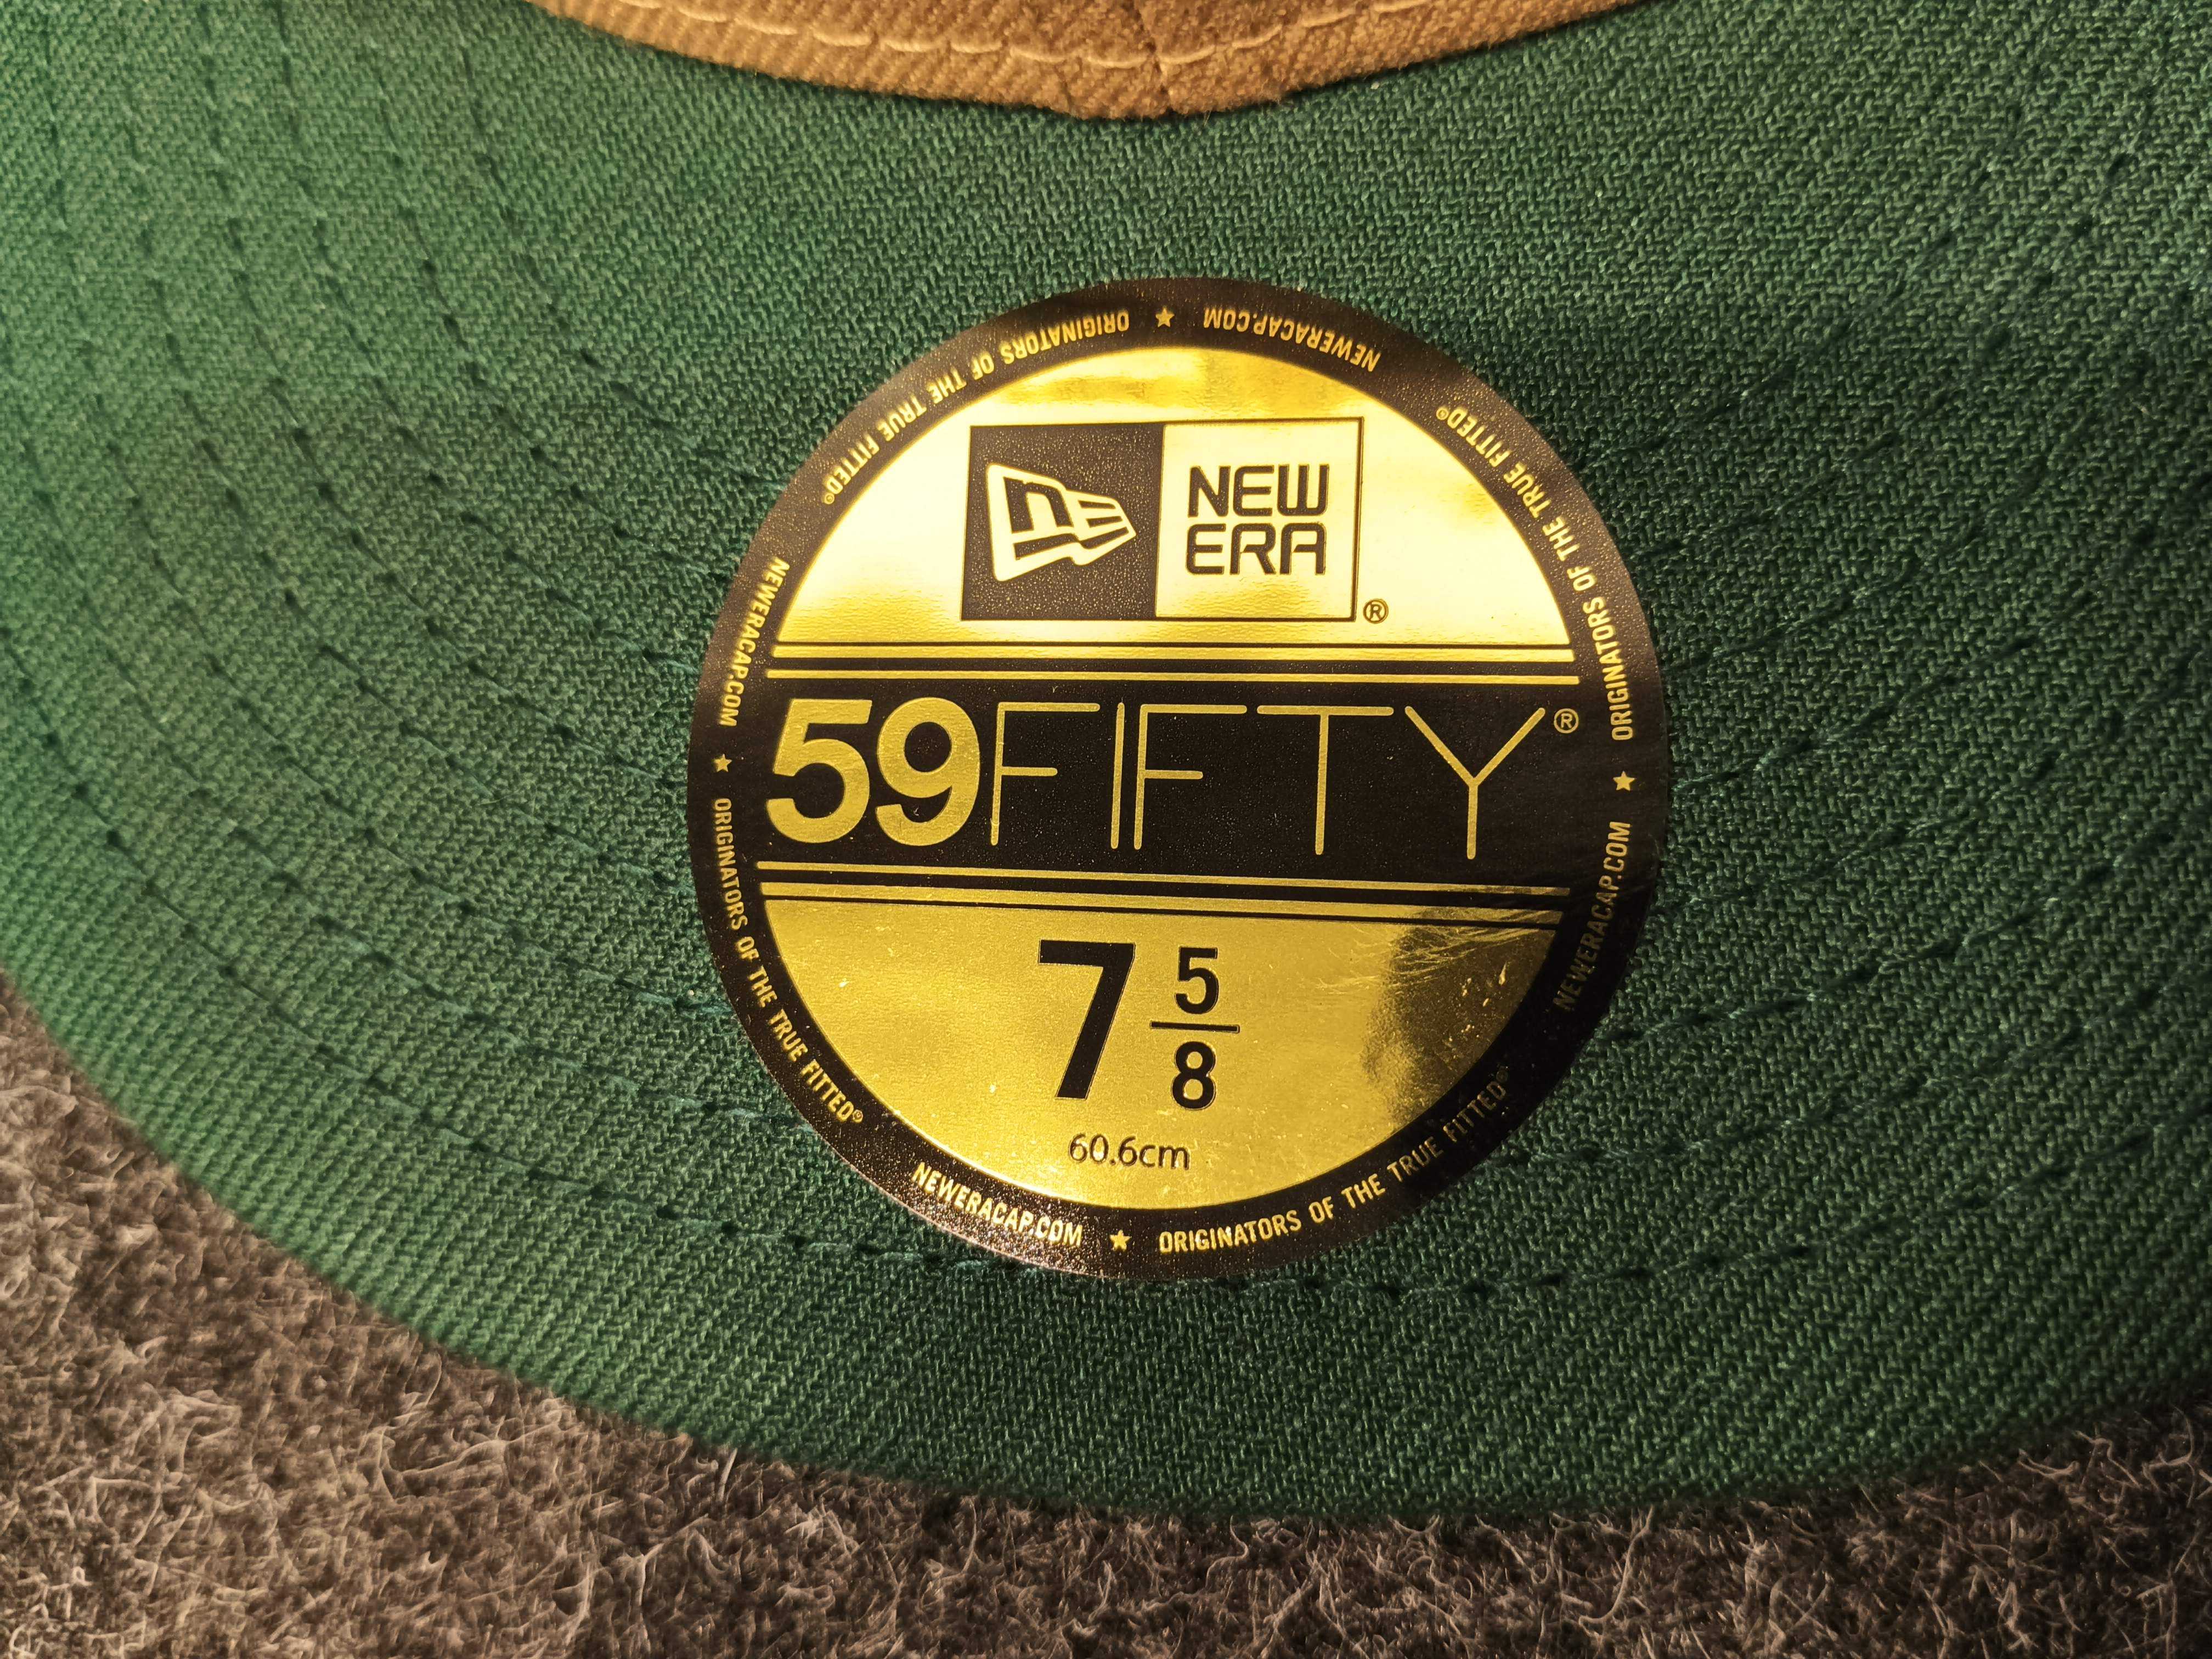 NEW
ERA
®
59FIFTY®
7 5/8
60.6cm
NEWERACAP.COM ★ ORIGINATORS OF THE TRUE FITTED®
NEWERACAP.COM ★ ORIGINATORS OF THE TRUE FITTED®
NEWERACAP.COM ★ ORIGINATORS OF THE TRUE FITTED®
NEWERACAP.COM ★ ORIGINATORS OF THE TRUE FITTED®